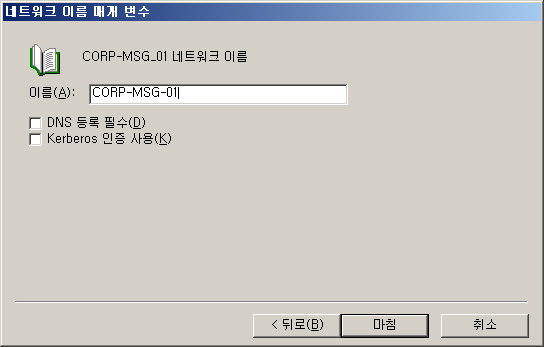 네트워크 이름 매개 변수
CORP-MSG_01 네트워크 이름
이름(A): CORP-MSG-01
DNS 등록 필수(D)
Kerberos 인증 사용(K)
< 뒤로(B) 마침 취소